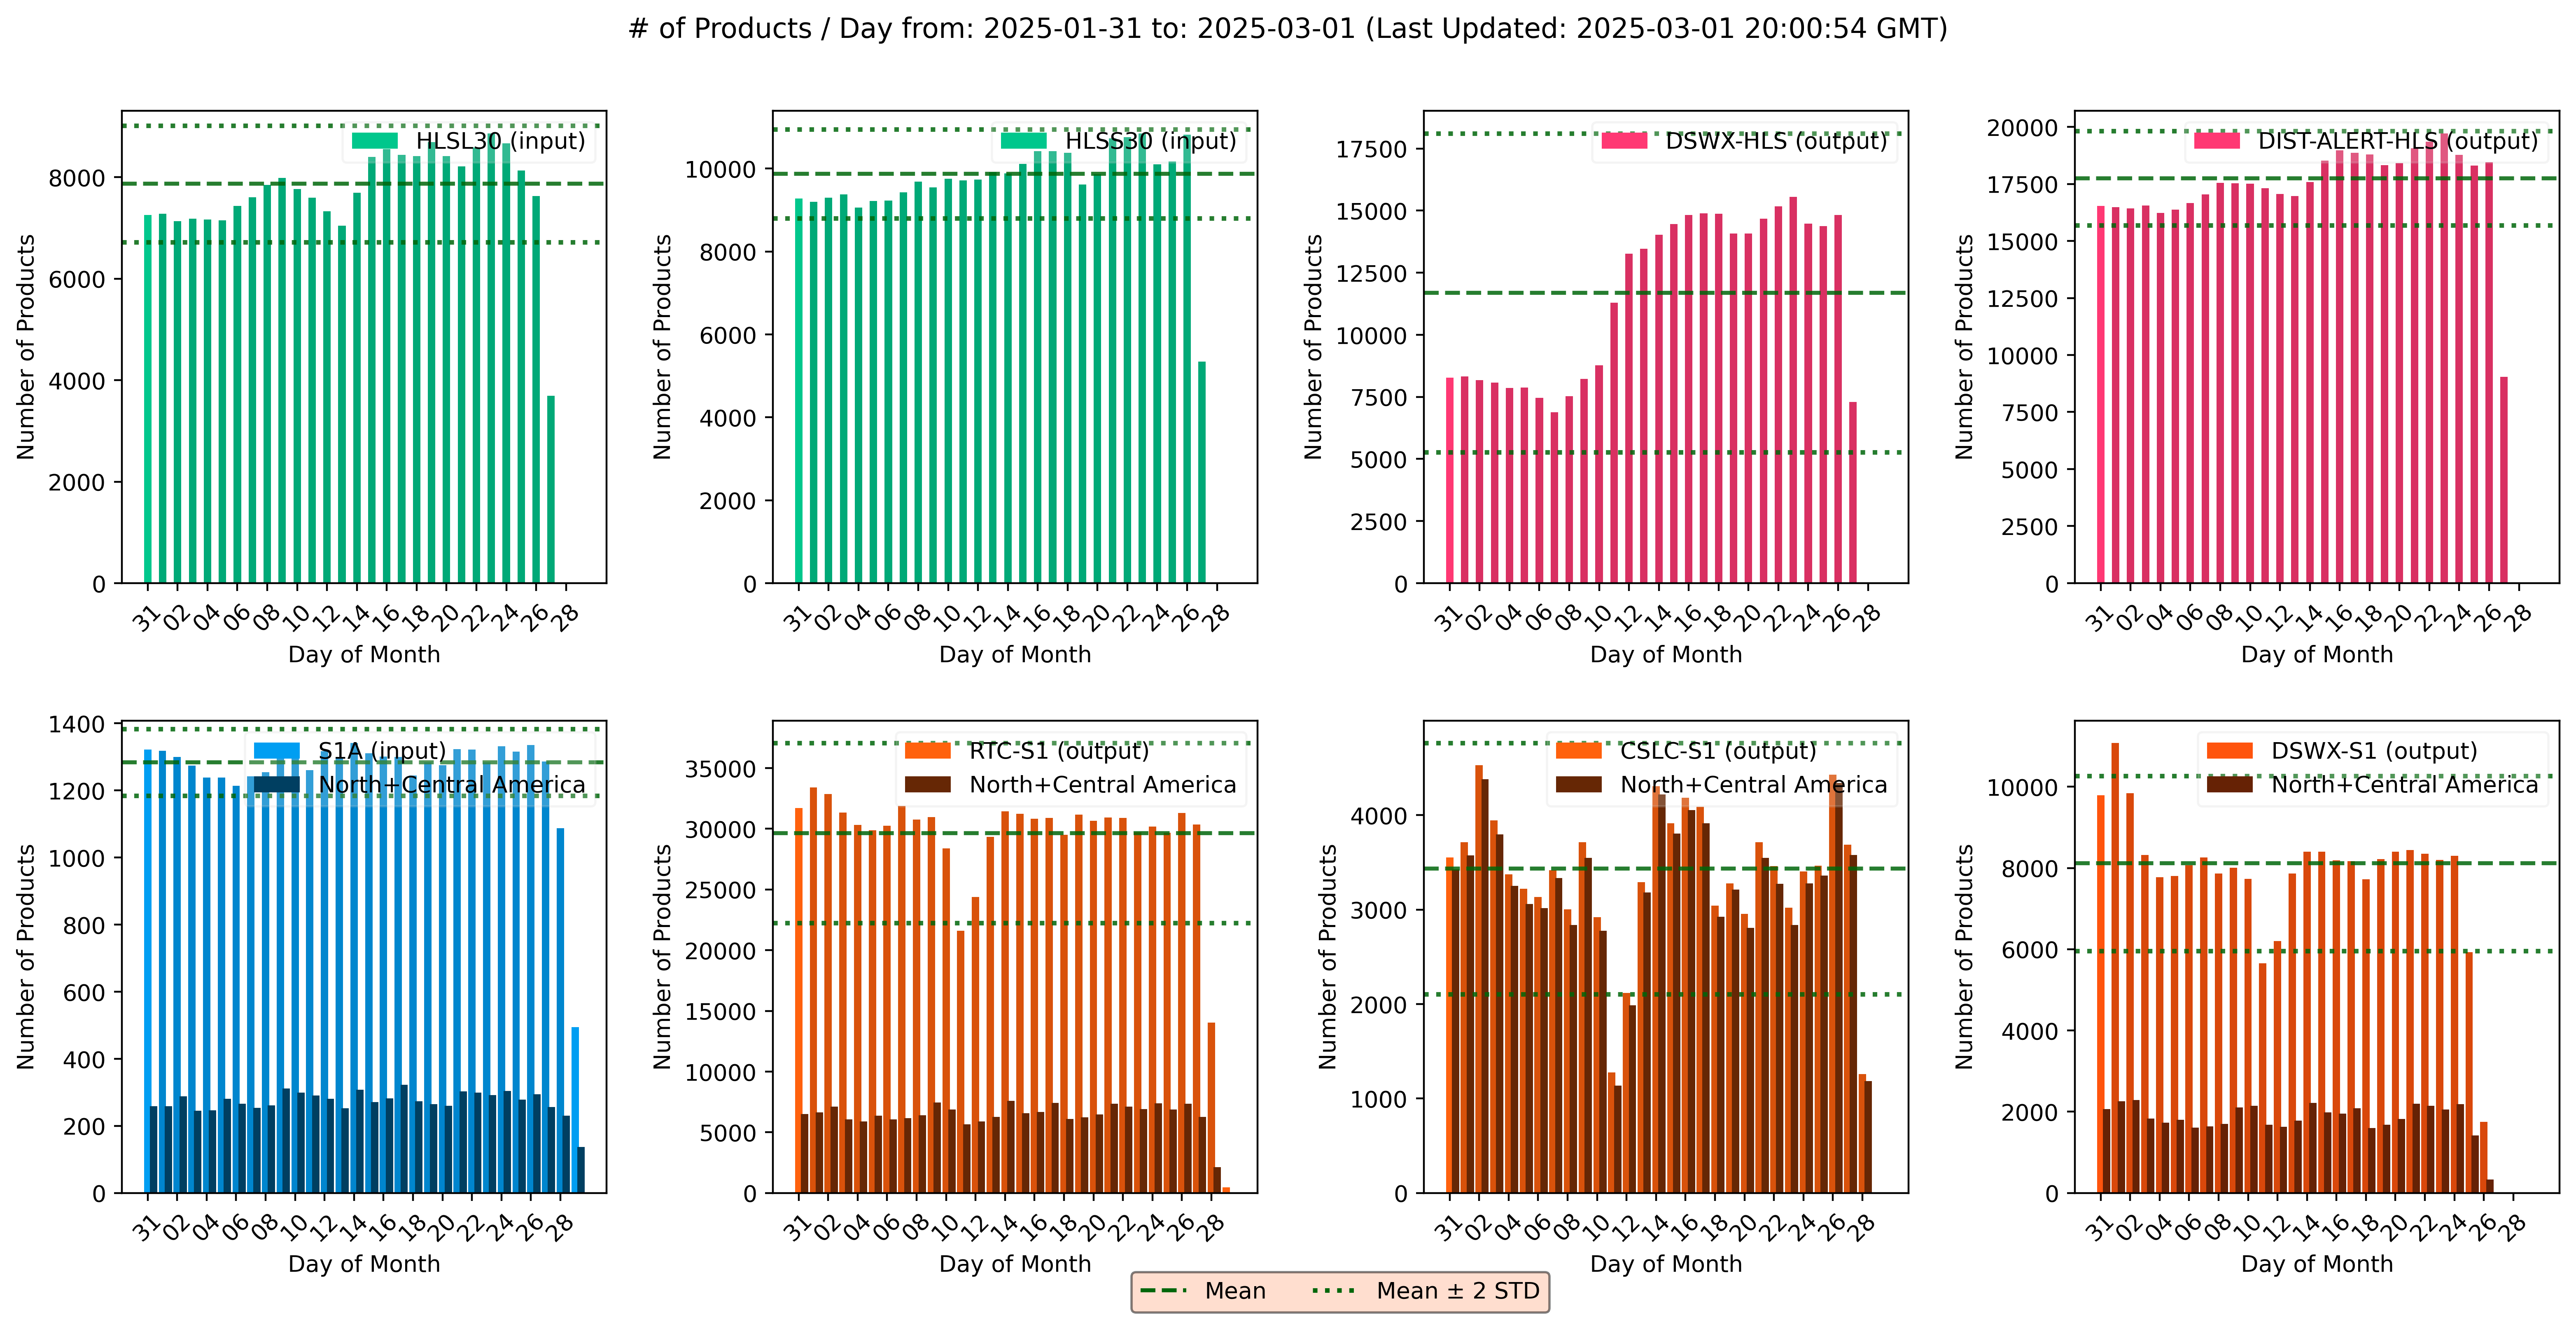 # of Products / Day from: 2025-01-31 to: 2025-03-01 (Last Updated: 2025-03-01 20:00:54 GMT)
HLSL30 (input)
Number of Products
8000
6000
4000
2000
0
31 02 04 06 08 10 12 14 16 18 20 22 24 26 28
Day of Month
HLSS30 (input)
Number of Products
10000
8000
6000
4000
2000
0
31 02 04 06 08 10 12 14 16 18 20 22 24 26 28
Day of Month
DSWX-HLS (output)
Number of Products
17500
15000
12500
10000
7500
5000
2500
0
31 02 04 06 08 10 12 14 16 18 20 22 24 26 28
Day of Month
DIST-ALERT-HLS (output)
Number of Products
20000
17500
15000
12500
10000
7500
5000
2500
0
31 02 04 06 08 10 12 14 16 18 20 22 24 26 28
Day of Month
S1A (input)
North+Central America
Number of Products
1400
1200
1000
800
600
400
200
0
31 02 04 06 08 10 12 14 16 18 20 22 24 26 28
Day of Month
RTC-S1 (output)
North+Central America
Number of Products
35000
30000
25000
20000
15000
10000
5000
0
31 02 04 06 08 10 12 14 16 18 20 22 24 26 28
Day of Month
CSLC-S1 (output)
North+Central America
Number of Products
4000
3000
2000
1000
0
31 02 04 06 08 10 12 14 16 18 20 22 24 26 28
Day of Month
DSWX-S1 (output)
North+Central America
Number of Products
10000
8000
6000
4000
2000
0
31 02 04 06 08 10 12 14 16 18 20 22 24 26 28
Day of Month
Mean
Mean ± 2 STD